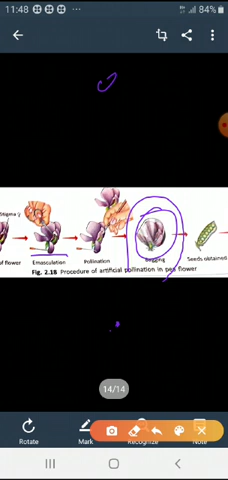 11:48 84%
Stigma ♀
of flower Emasculation Pollination Bagging Seeds obtained
Fig. 2.18 Procedure of artificial pollination in pea flower
14/14
Rotate Mark Recognize Note